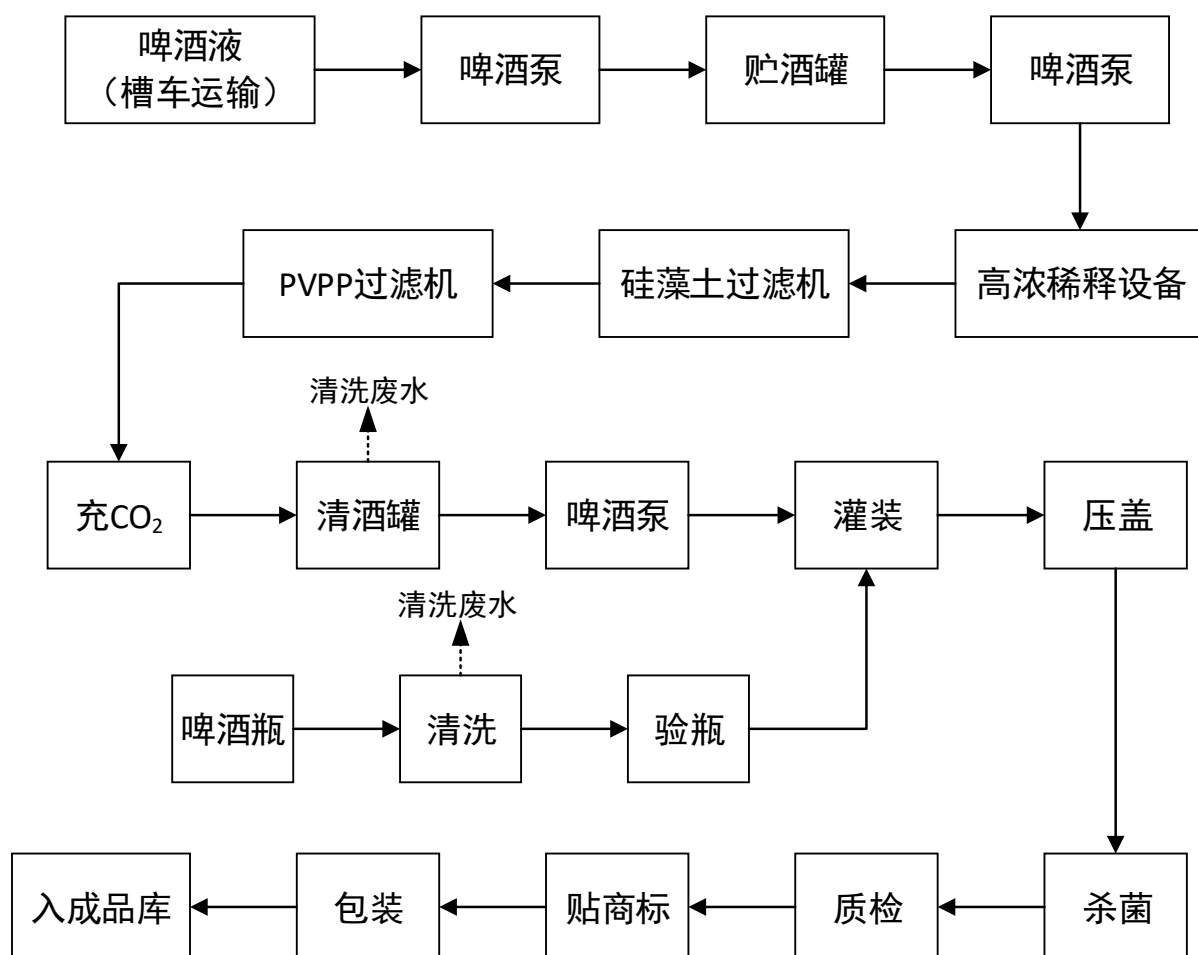 啤酒液
（槽车运输）
啤酒泵
贮酒罐
啤酒泵
PVPP过滤机
硅藻土过滤机
高浓稀释设备
清洗废水
充CO₂
清酒罐
啤酒泵
灌装
压盖
清洗废水
啤酒瓶
清洗
验瓶
入成品库
包装
贴商标
质检
杀菌